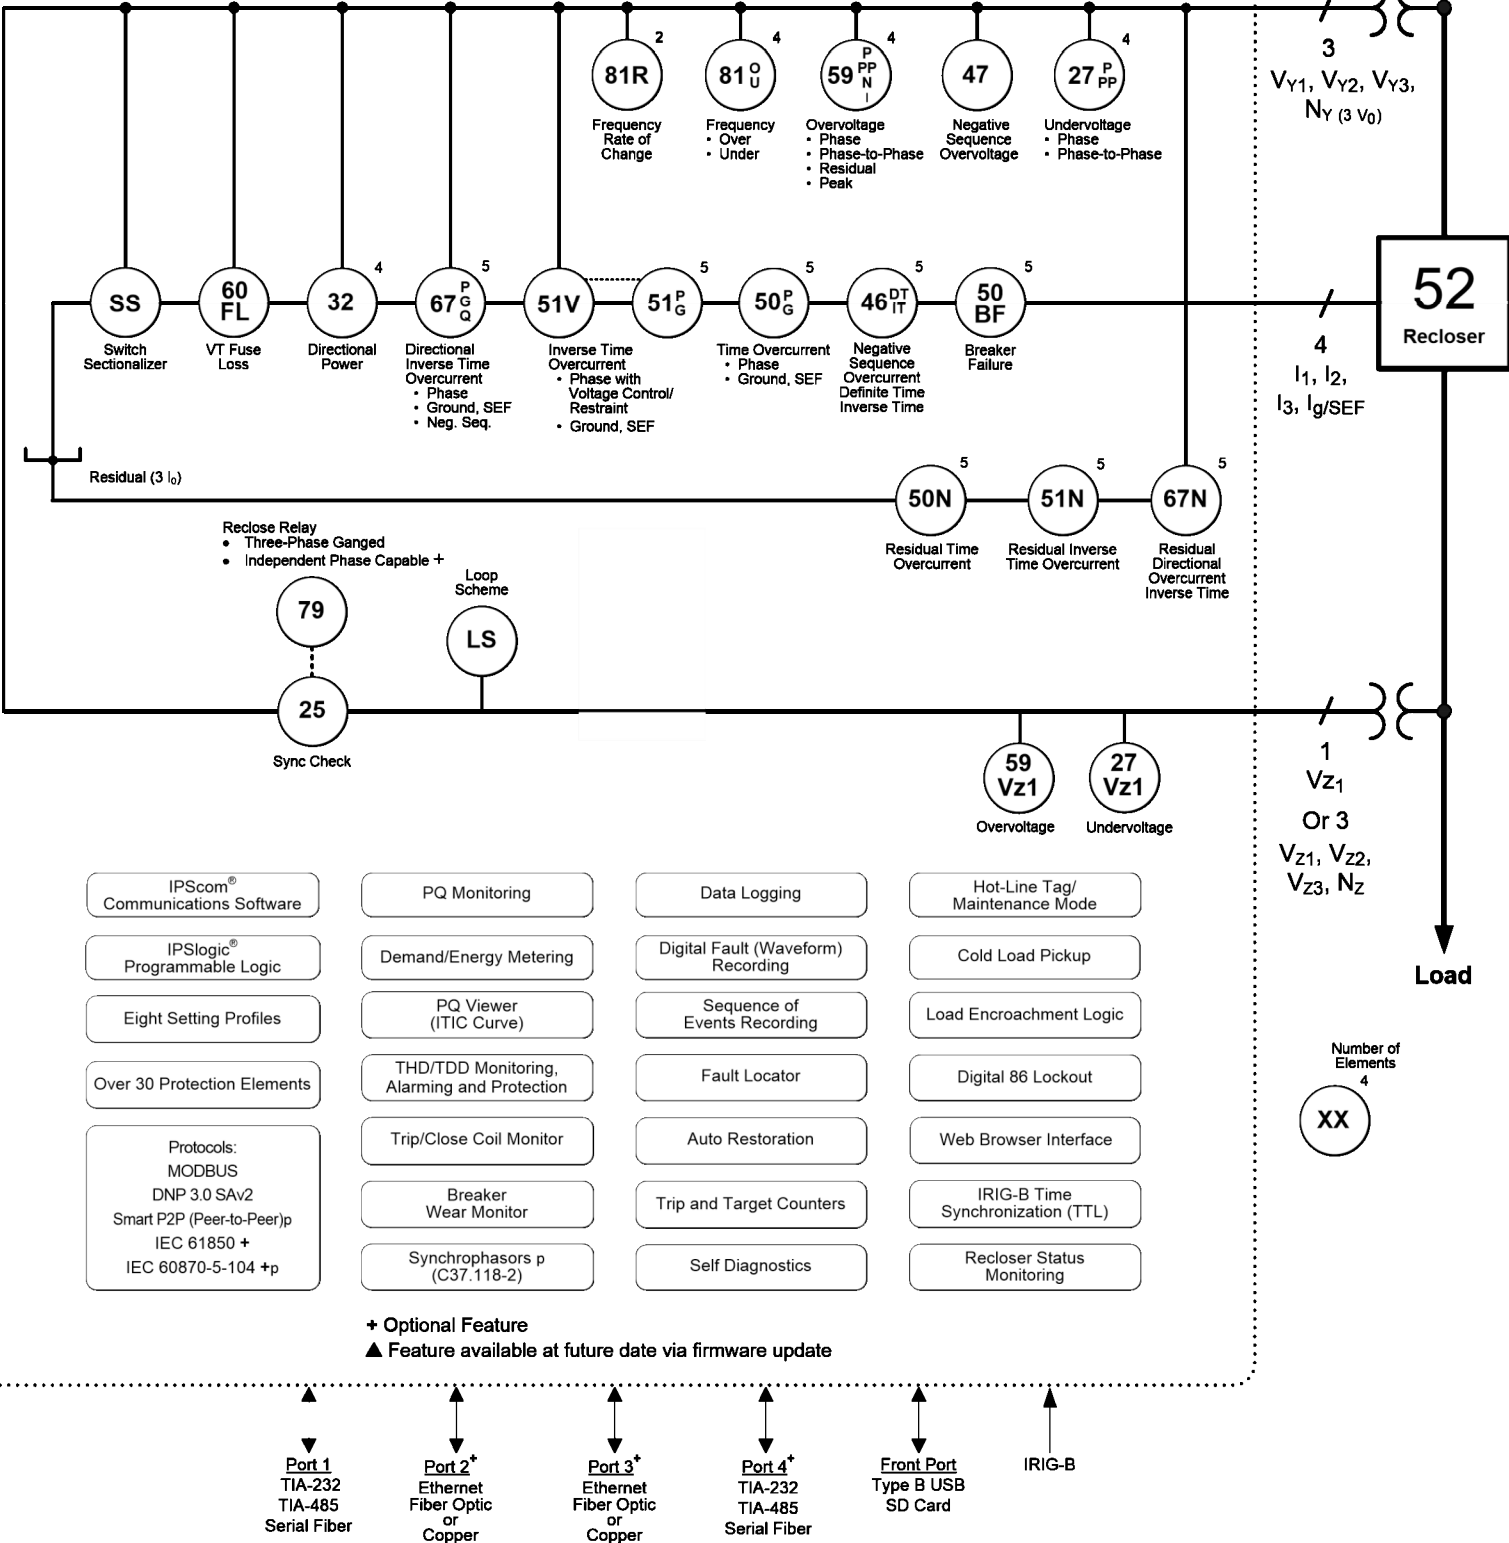 3
V Y1, V Y2, V Y3,
N Y (3 V 0)
81R
2
Frequency
Rate of
Change
81 O
U
4
Frequency
• Over
• Under
59 P
PP
N
I
4
Overvoltage
• Phase
• Phase-to-Phase
• Residual
• Peak
47
Negative
Sequence
Overvoltage
27 P
PP
4
Undervoltage
• Phase
• Phase-to-Phase
SS
Switch
Sectionalizer
60
FL
VT Fuse
Loss
32
4
Directional
Power
67 P
G
Q
5
Directional
Inverse Time
Overcurrent
• Phase
• Ground, SEF
• Neg. Seq.
51V
Inverse Time
Overcurrent
• Phase with
Voltage Control/
Restraint
• Ground, SEF
51 P
G
5
50 P
G
5
Time Overcurrent
• Phase
• Ground, SEF
46 DT
IT
5
Negative
Sequence
Overcurrent
Definite Time
Inverse Time
50
BF
5
Breaker
Failure
52
Recloser
4
I1, I2,
I3, Ig/SEF
Residual (3 I0)
50N
5
Residual Time
Overcurrent
51N
5
Residual Inverse
Time Overcurrent
67N
5
Residual
Directional
Overcurrent
Inverse Time
Reclose Relay
• Three-Phase Ganged
• Independent Phase Capable +
79
Loop
Scheme
LS
25
Sync Check
59
Vz1
Overvoltage
27
Vz1
Undervoltage
1
Vz1
Or 3
VZ1, VZ2,
VZ3, NZ
Load
IPScom®
Communications Software
IPSlogic®
Programmable Logic
Eight Setting Profiles
Over 30 Protection Elements
Protocols:
MODBUS
DNP 3.0 SAv2
Smart P2P (Peer-to-Peer)p
IEC 61850 +
IEC 60870-5-104 +p
PQ Monitoring
Demand/Energy Metering
PQ Viewer
(ITIC Curve)
THD/TDD Monitoring,
Alarming and Protection
Trip/Close Coil Monitor
Breaker
Wear Monitor
Synchrophasors p
(C37.118-2)
Data Logging
Digital Fault (Waveform)
Recording
Sequence of
Events Recording
Fault Locator
Auto Restoration
Trip and Target Counters
Self Diagnostics
Hot-Line Tag/
Maintenance Mode
Cold Load Pickup
Load Encroachment Logic
Digital 86 Lockout
Web Browser Interface
IRIG-B Time
Synchronization (TTL)
Recloser Status
Monitoring
Number of
Elements
4
XX
+ Optional Feature
▲ Feature available at future date via firmware update
Port 1
TIA-232
TIA-485
Serial Fiber
Port 2+
Ethernet
Fiber Optic
or
Copper
Port 3+
Ethernet
Fiber Optic
or
Copper
Port 4+
TIA-232
TIA-485
Serial Fiber
Front Port
Type B USB
SD Card
IRIG-B